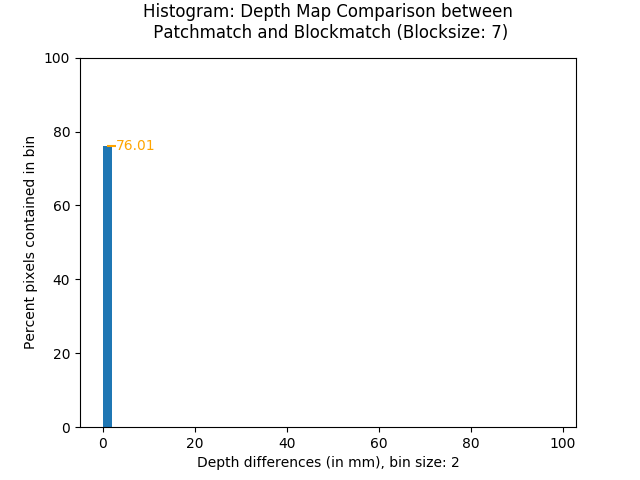 Histogram: Depth Map Comparison between
Patchmatch and Blockmatch (Blocksize: 7)
100
80
60
40
20
0
Percent pixels contained in bin
76.01
0 20 40 60 80 100
Depth differences (in mm), bin size: 2